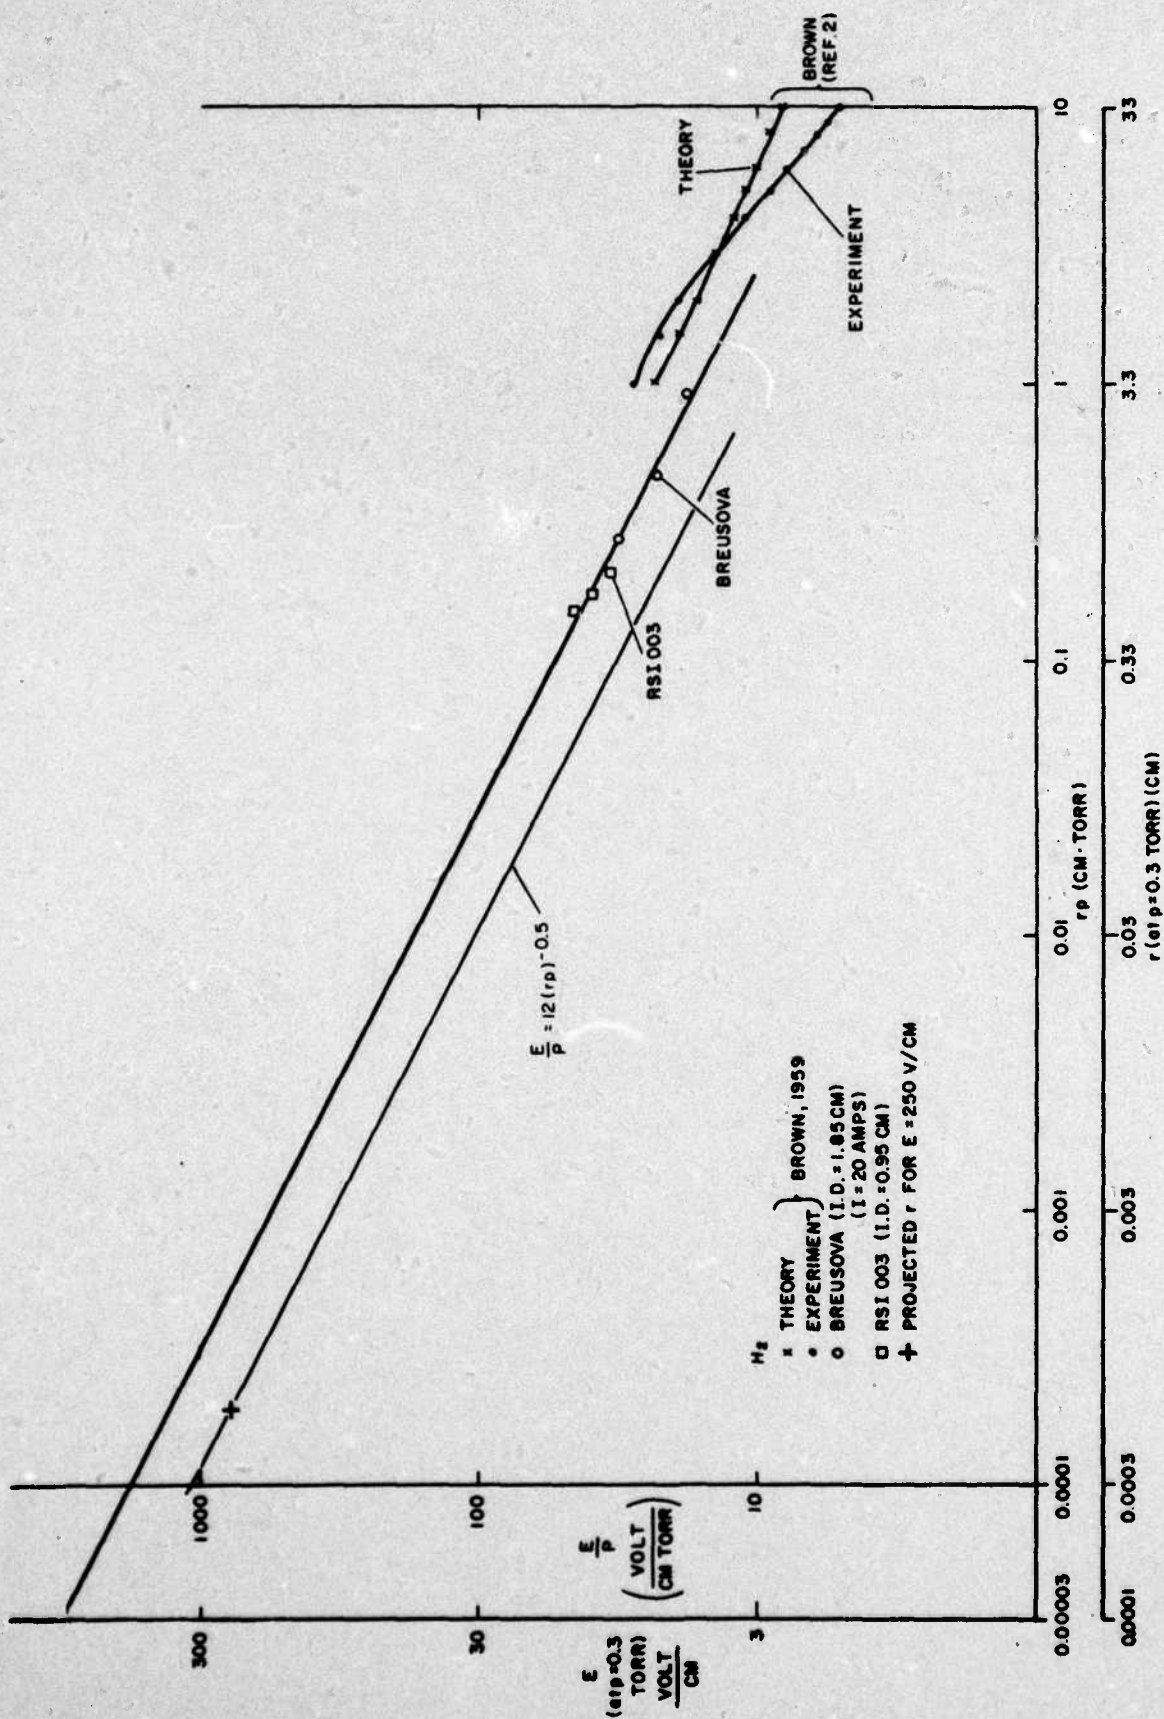 E
(at p=0.3
TORR)
VOLT
CM
300
30
3
E
P
(VOLT
CM TORR)
1000
100
10
THEORY
BROWN
(REF. 2)
EXPERIMENT
BREUSOVA
RSI 003
E/P = 12(rp)^-0.5
H2
x THEORY
• EXPERIMENT } BROWN, 1959
o BREUSOVA (I.D. = 1.85 CM)
(I = 20 AMPS)
□ RSI 003 (I.D. = 0.95 CM)
+ PROJECTED r FOR E = 250 V/CM
0.00003 0.0001 0.001 0.01 0.1 1 10
rp (CM-TORR)
0.0001 0.0003 0.003 0.03 0.33 3.3 33
r (at p=0.3 TORR) (CM)